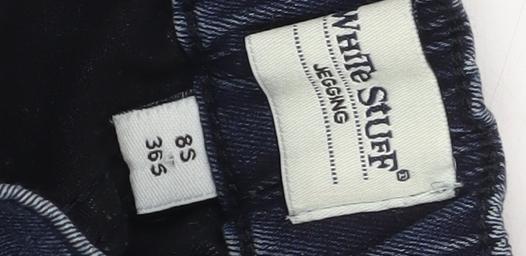 WHITE STUFF®
JEGGING
8S
36S